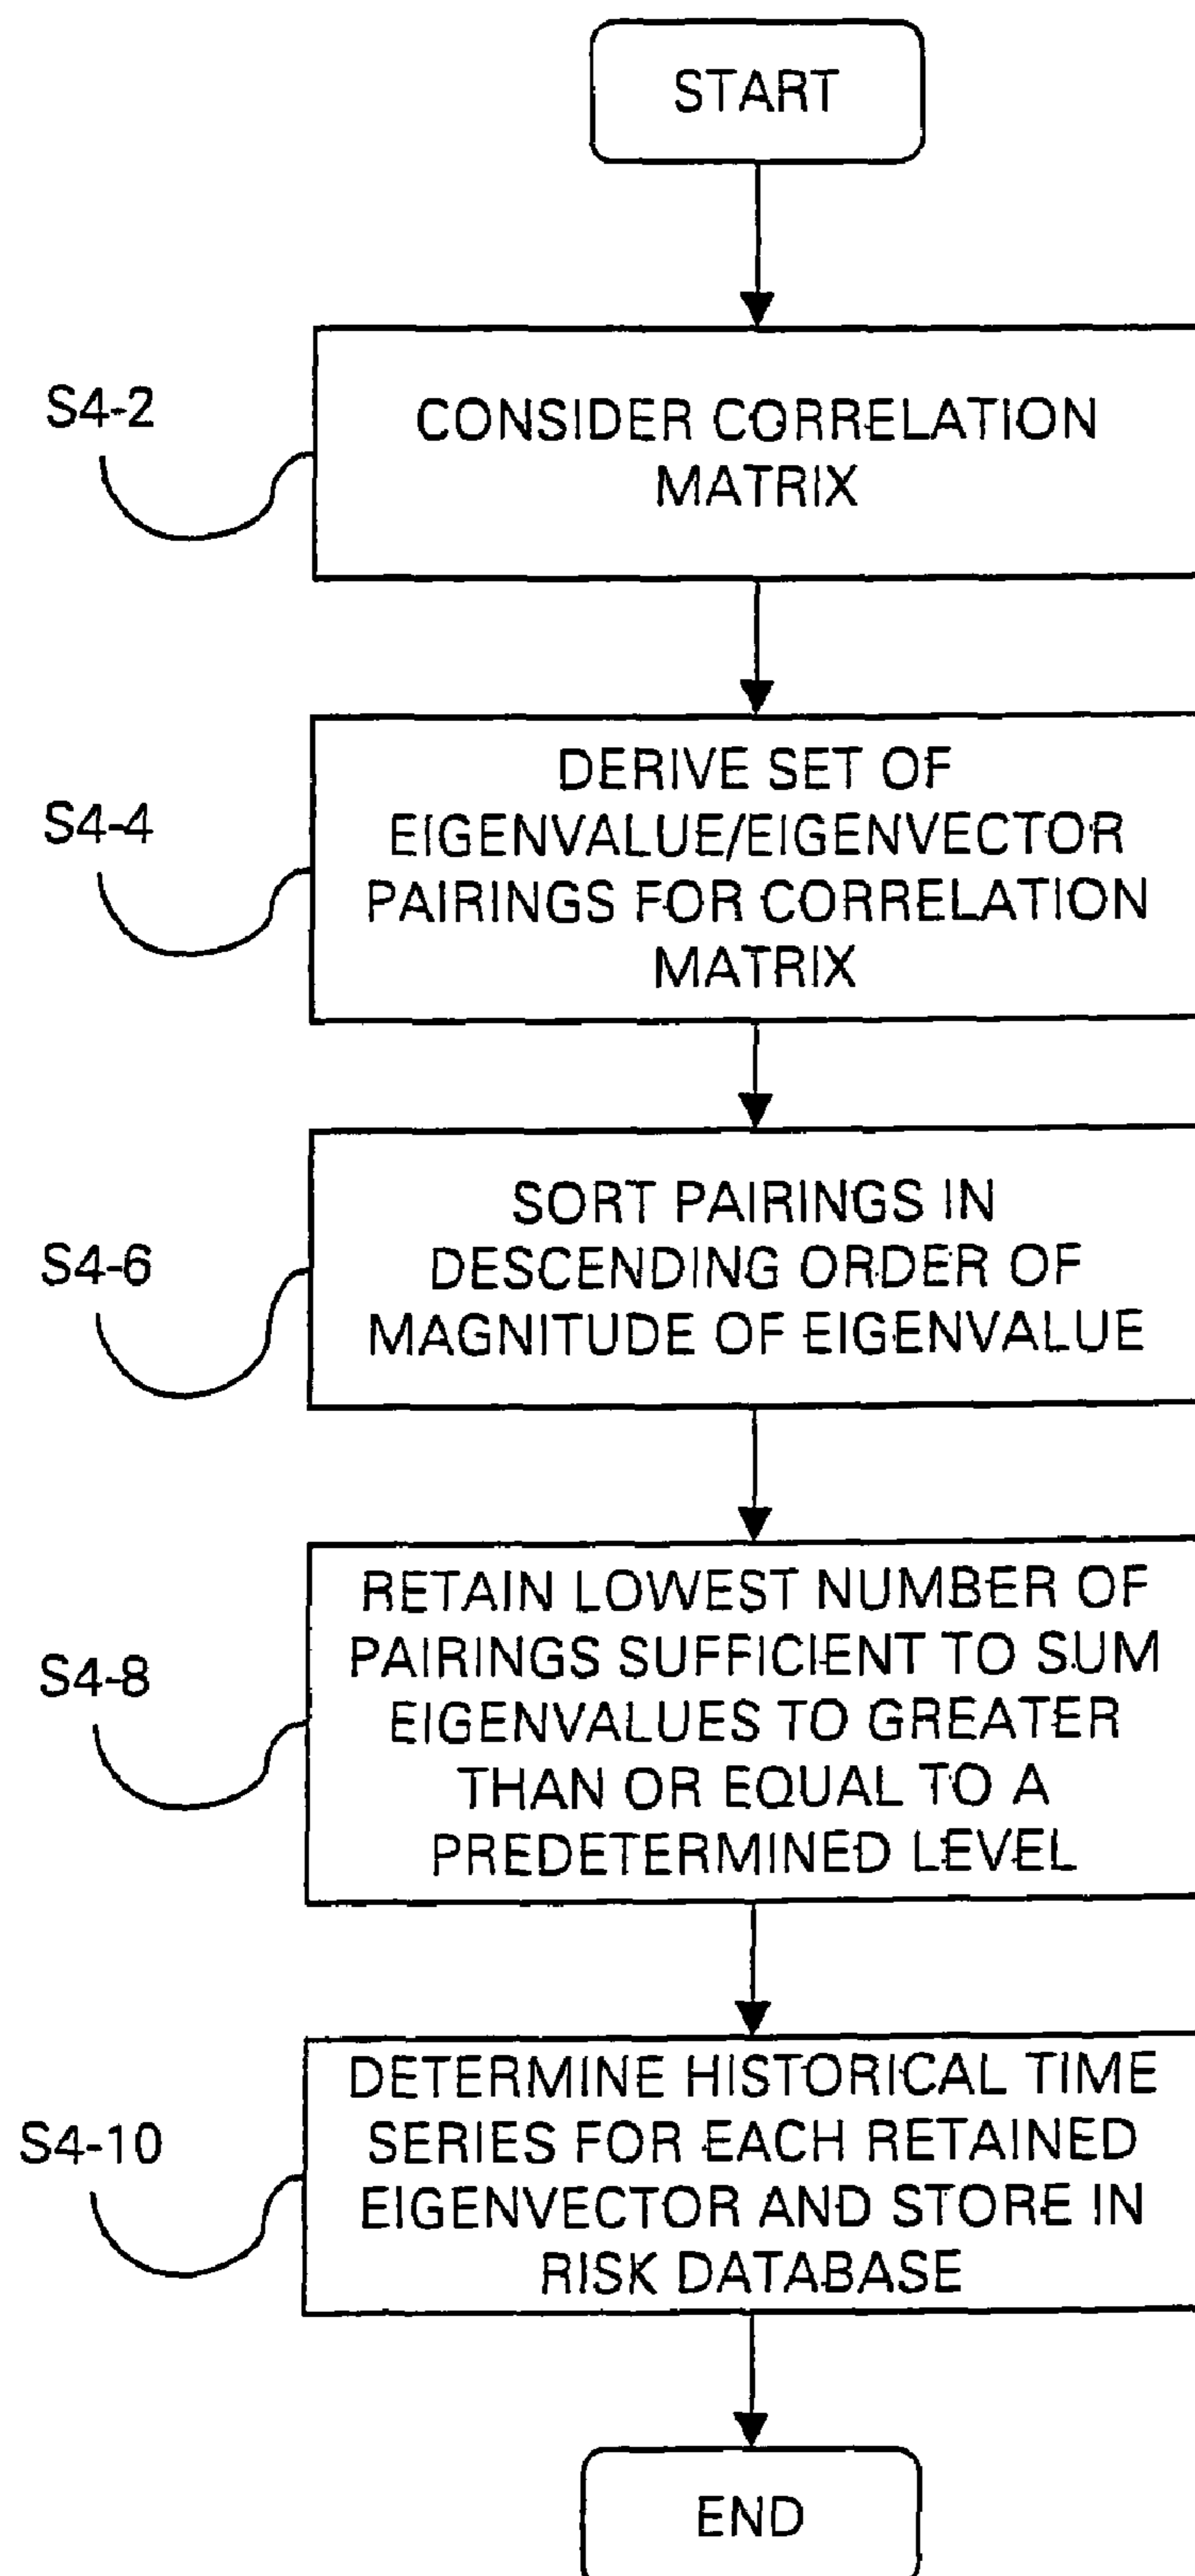 START
S4-2
CONSIDER CORRELATION
MATRIX
S4-4
DERIVE SET OF
EIGENVALUE/EIGENVECTOR
PAIRINGS FOR CORRELATION
MATRIX
S4-6
SORT PAIRINGS IN
DESCENDING ORDER OF
MAGNITUDE OF EIGENVALUE
S4-8
RETAIN LOWEST NUMBER OF
PAIRINGS SUFFICIENT TO SUM
EIGENVALUES TO GREATER
THAN OR EQUAL TO A
PREDETERMINED LEVEL
S4-10
DETERMINE HISTORICAL TIME
SERIES FOR EACH RETAINED
EIGENVECTOR AND STORE IN
RISK DATABASE
END